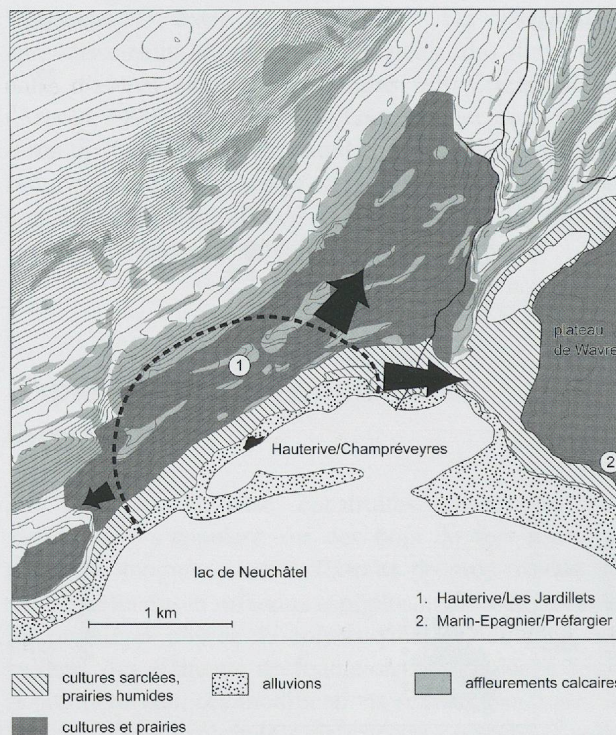 plateau
de Wavre
1
2
Hauterive/Champréveyres
lac de Neuchâtel
1 km
1. Hauterive/Les Jardillets
2. Marin-Epagnier/Préfargier
cultures sarclées,
prairies humides
alluvions
affleurements calcaires
cultures et prairies